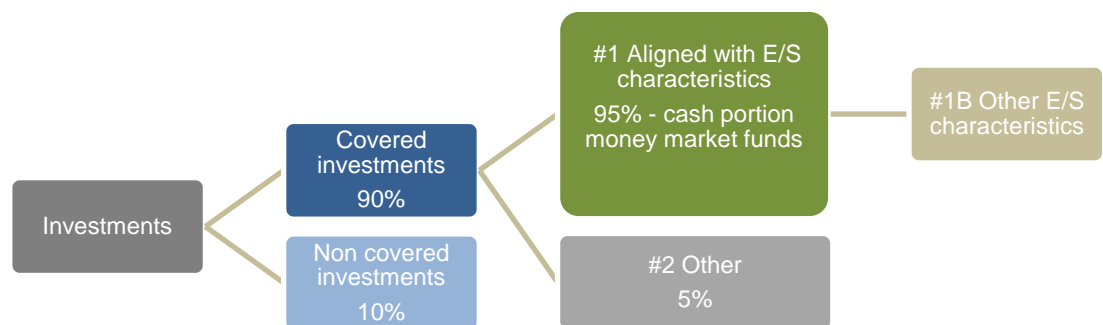 Investments
Covered
investments
90%
Non covered
investments
10%
#1 Aligned with E/S
characteristics
95% - cash portion
money market funds
#2 Other
5%
#1B Other E/S
characteristics